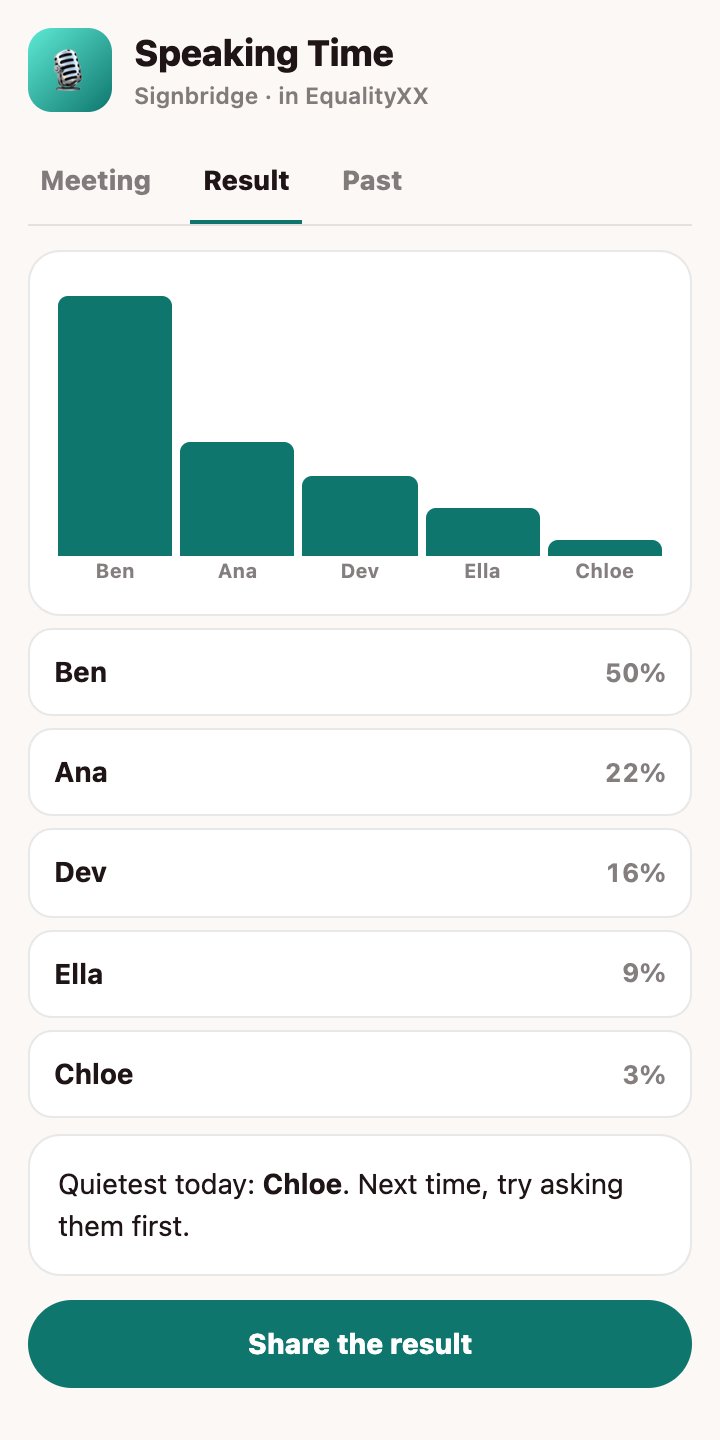 Speaking Time
Signbridge · in EqualityXX
Meeting Result Past
Ben Ana Dev Ella Chloe
Ben 50%
Ana 22%
Dev 16%
Ella 9%
Chloe 3%
Quietest today: Chloe. Next time, try asking
them first.
Share the result